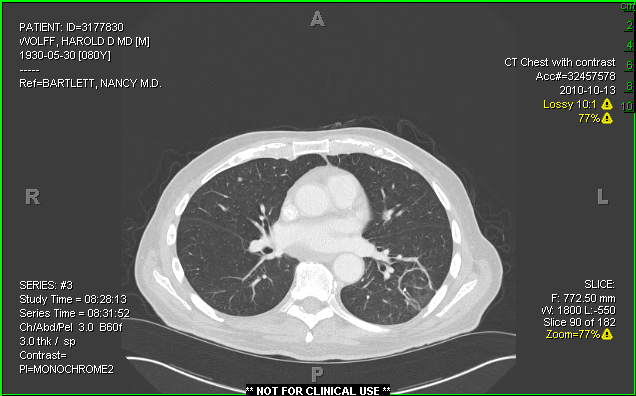 A
PATIENT: ID=3177830
WOLFF, HAROLD D MD [M]
1930-05-30 [080Y]
-----
Ref=BARTLETT, NANCY M.D.
cm
2
4
6
8
10
CT Chest with contrast
Acc#=32457578
2010-10-13
Lossy 10:1
77%
R
L
SERIES: #3
Study Time = 08:28:13
Series Time = 08:31:52
Ch/Abd/Pel 3.0 B60f
3.0 thk / sp
Contrast=
PI=MONOCHROME2
SLICE:
F: 772.50 mm
W: 1800 L:-550
Slice 90 of 182
Zoom=77%
P
** NOT FOR CLINICAL USE **